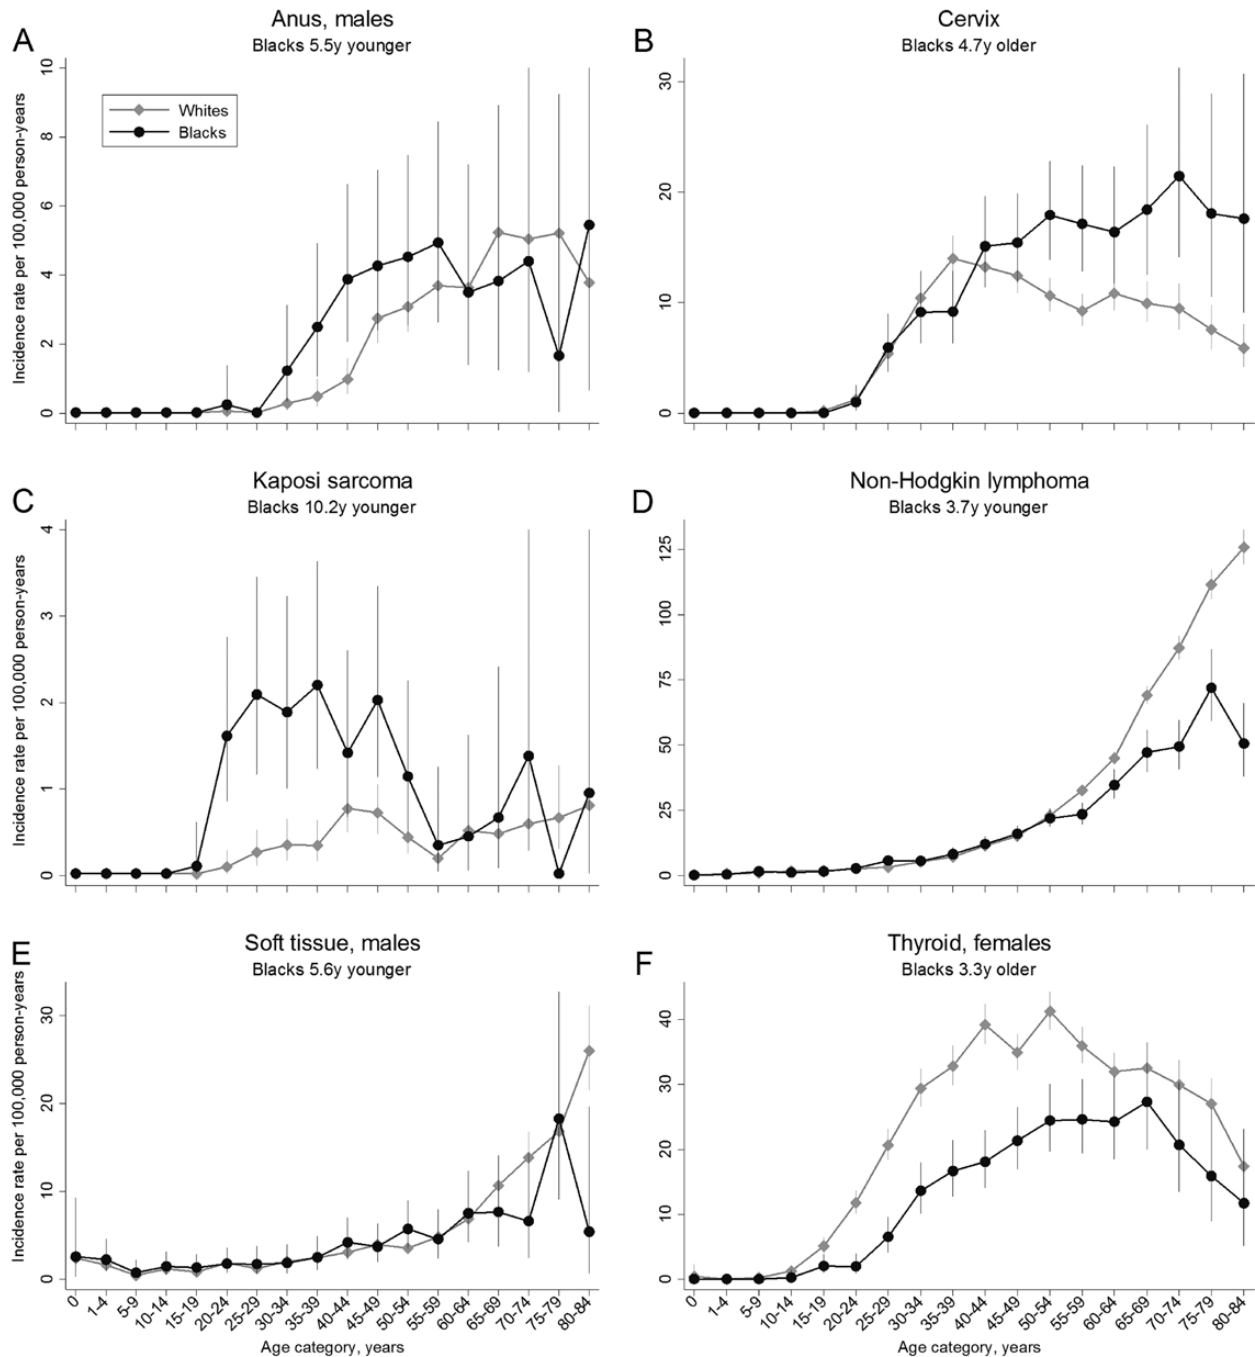 A
Anus, males
Blacks 5.5y younger
Incidence rate per 100,000 person-years
10
8
6
4
2
0
Whites
Blacks
B
Cervix
Blacks 4.7y older
30
20
10
0
C
Kaposi sarcoma
Blacks 10.2y younger
Incidence rate per 100,000 person-years
4
3
2
1
0
D
Non-Hodgkin lymphoma
Blacks 3.7y younger
125
100
75
50
25
0
E
Soft tissue, males
Blacks 5.6y younger
Incidence rate per 100,000 person-years
30
20
10
0
0
1-4
5-9
10-14
15-19
20-24
25-29
30-34
35-39
40-44
45-49
50-54
55-59
60-64
65-69
70-74
75-79
80-84
Age category, years
F
Thyroid, females
Blacks 3.3y older
40
30
20
10
0
0
1-4
5-9
10-14
15-19
20-24
25-29
30-34
35-39
40-44
45-49
50-54
55-59
60-64
65-69
70-74
75-79
80-84
Age category, years